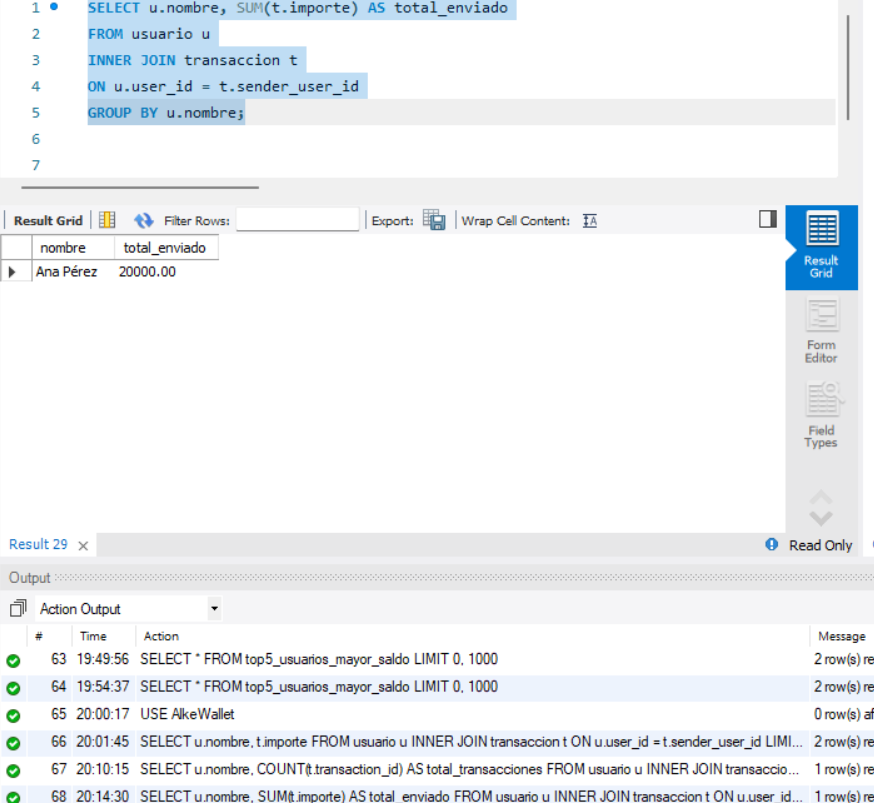 1 SELECT u.nombre, SUM(t.importe) AS total_enviado
2 FROM usuario u
3 INNER JOIN transaccion t
4 ON u.user_id = t.sender_user_id
5 GROUP BY u.nombre;
6
7
Result Grid Filter Rows: Export: Wrap Cell Content:
nombre total_enviado
Ana Pérez 20000.00
Result Grid
Form Editor
Field Types
Result 29 Read Only
Output
Action Output
# Time Action Message
63 19:49:56 SELECT * FROM top5_usuarios_mayor_saldo LIMIT 0, 1000 2 row(s) re
64 19:54:37 SELECT * FROM top5_usuarios_mayor_saldo LIMIT 0, 1000 2 row(s) re
65 20:00:17 USE AlkeWallet 0 row(s) af
66 20:01:45 SELECT u.nombre, t.importe FROM usuario u INNER JOIN transaccion t ON u.user_id = t.sender_user_id LIMI... 2 row(s) re
67 20:10:15 SELECT u.nombre, COUNT(t.transaction_id) AS total_transacciones FROM usuario u INNER JOIN transaccio... 1 row(s) re
68 20:14:30 SELECT u.nombre, SUM(t.importe) AS total_enviado FROM usuario u INNER JOIN transaccion t ON u.user_id... 1 row(s) re